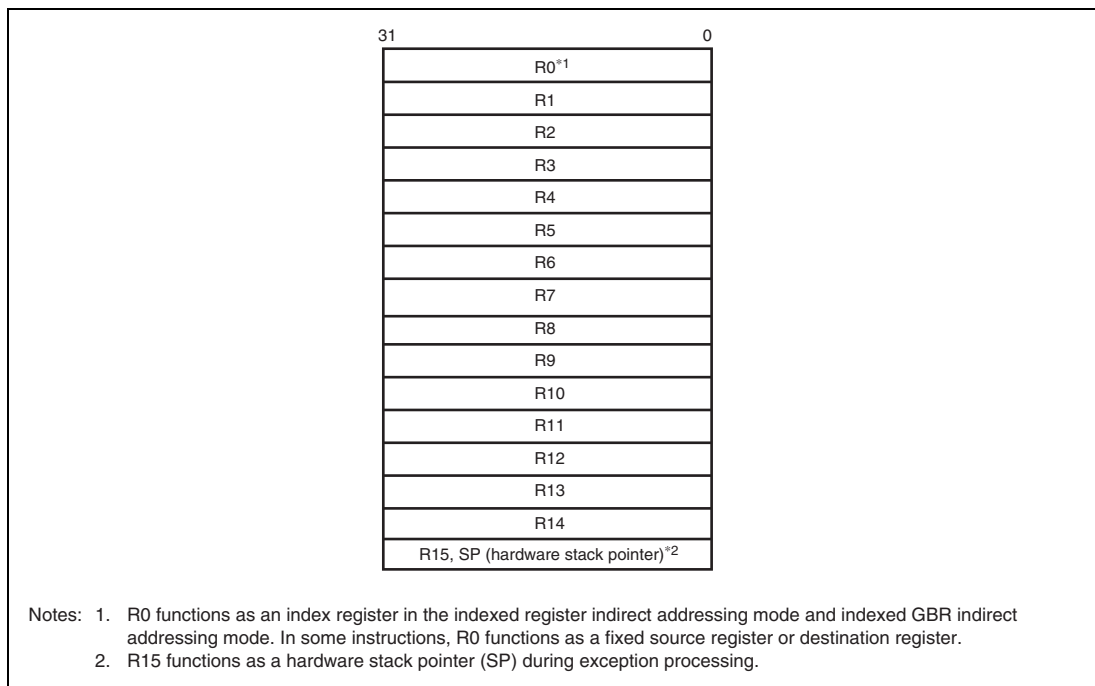 31 0
R0*1
R1
R2
R3
R4
R5
R6
R7
R8
R9
R10
R11
R12
R13
R14
R15, SP (hardware stack pointer)*2
Notes: 1. R0 functions as an index register in the indexed register indirect addressing mode and indexed GBR indirect
addressing mode. In some instructions, R0 functions as a fixed source register or destination register.
2. R15 functions as a hardware stack pointer (SP) during exception processing.